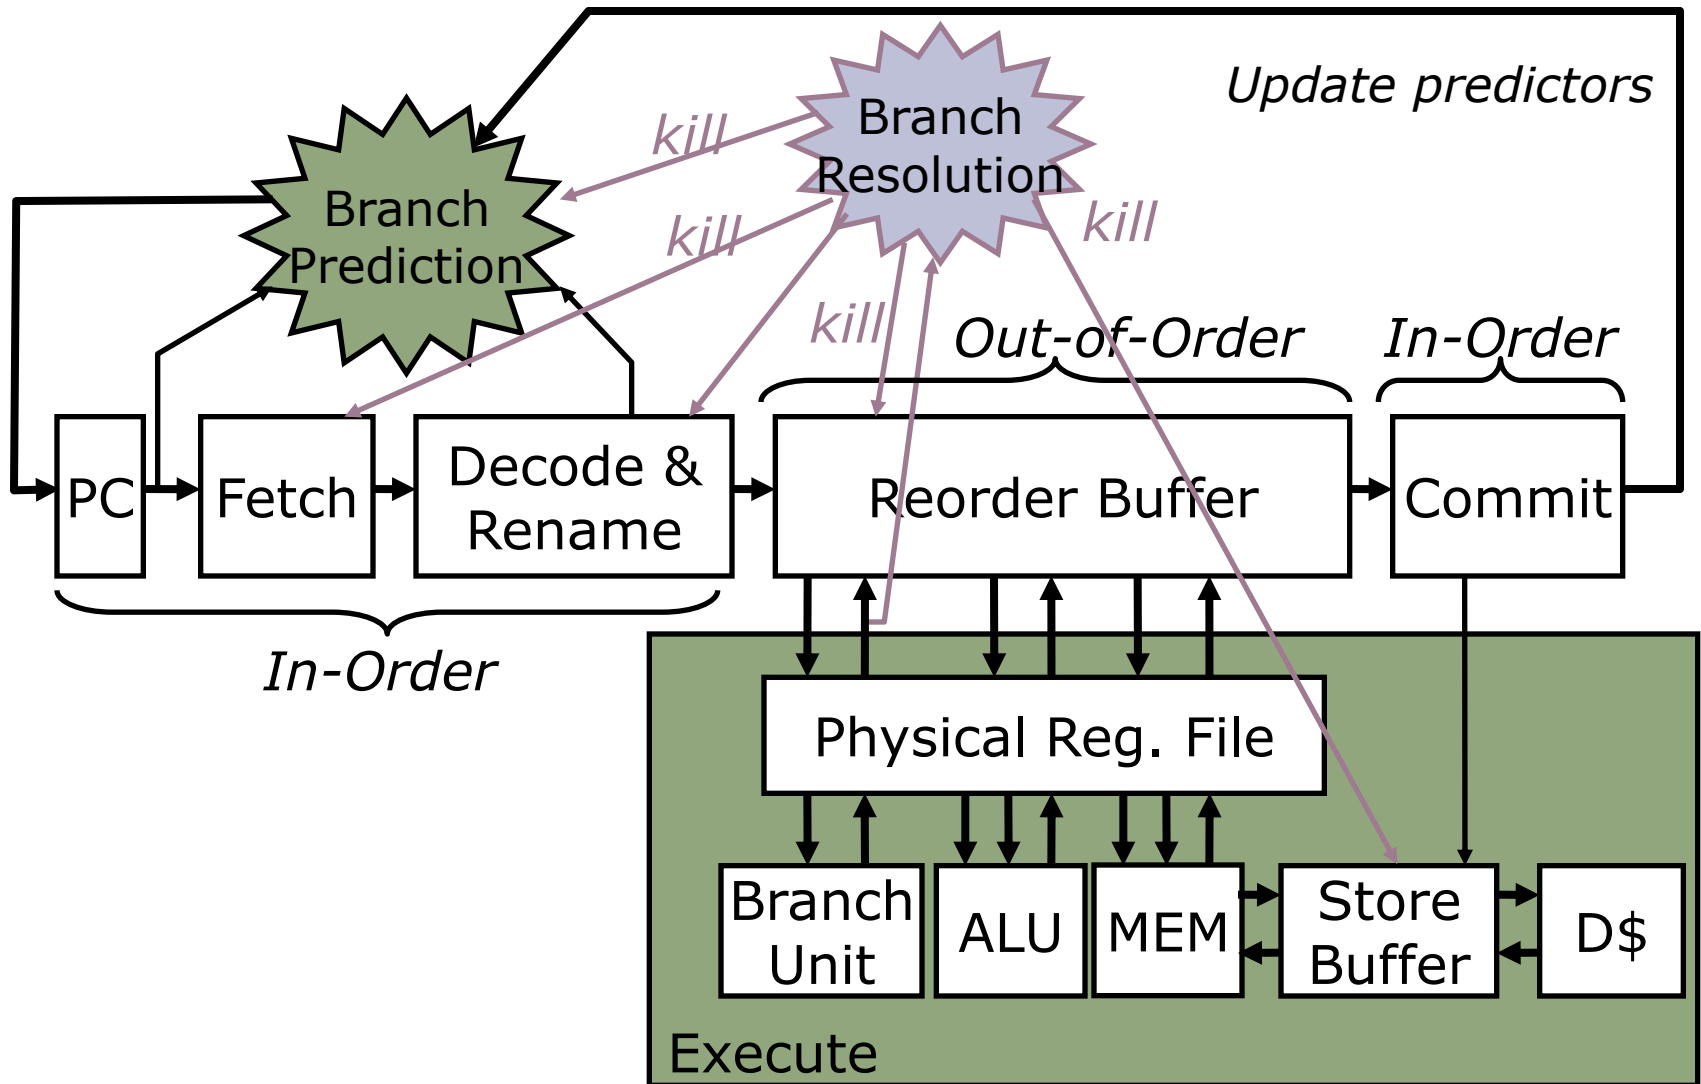 Update predictors
Branch
Resolution
kill
Branch
Prediction
kill
kill
kill
Out-of-Order
In-Order
PC
Fetch
Decode &
Rename
Reorder Buffer
Commit
In-Order
Physical Reg. File
Branch
Unit
ALU
MEM
Store
Buffer
D$
Execute